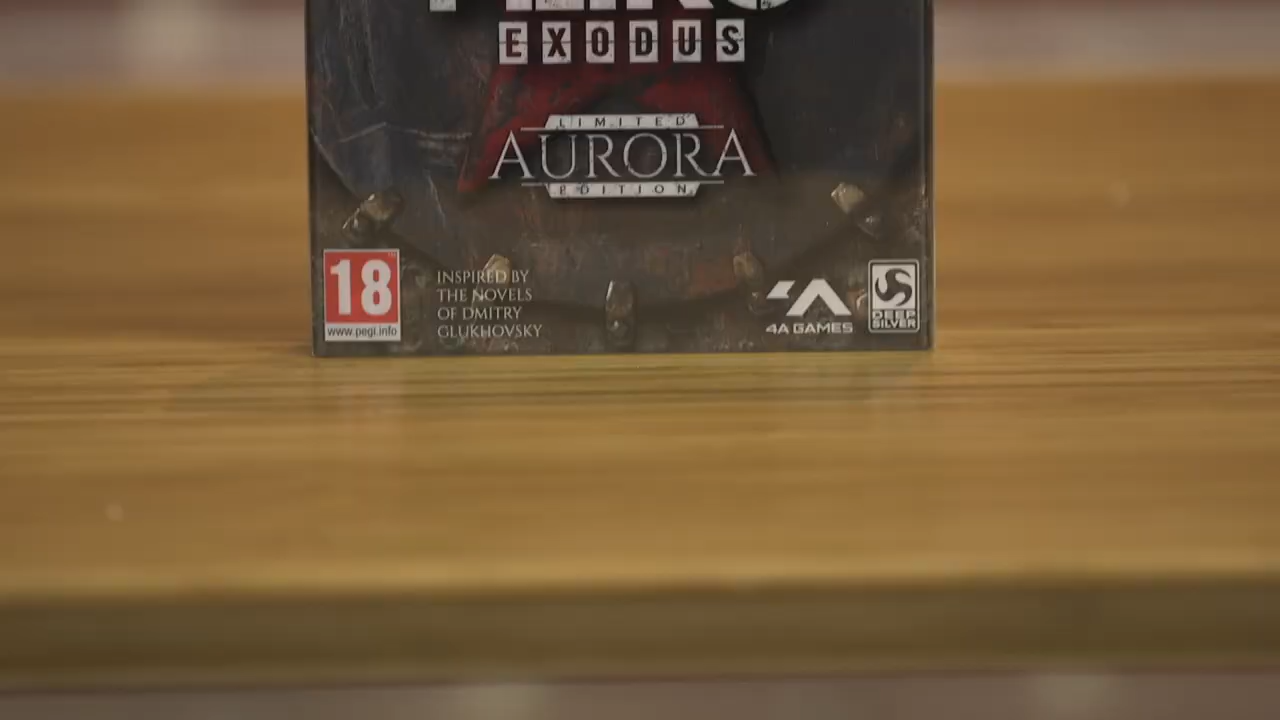 EXODUS
LIMITED
AURORA
EDITION
18
www.pegi.info
INSPIRED BY
THE NOVELS
OF DMITRY
GLUKHOVSKY
4A GAMES
DEEP
SILVER